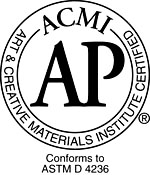 ACMI
ART & CREATIVE MATERIALS INSTITUTE CERTIFIED
AP
®
Conforms to
ASTM D 4236